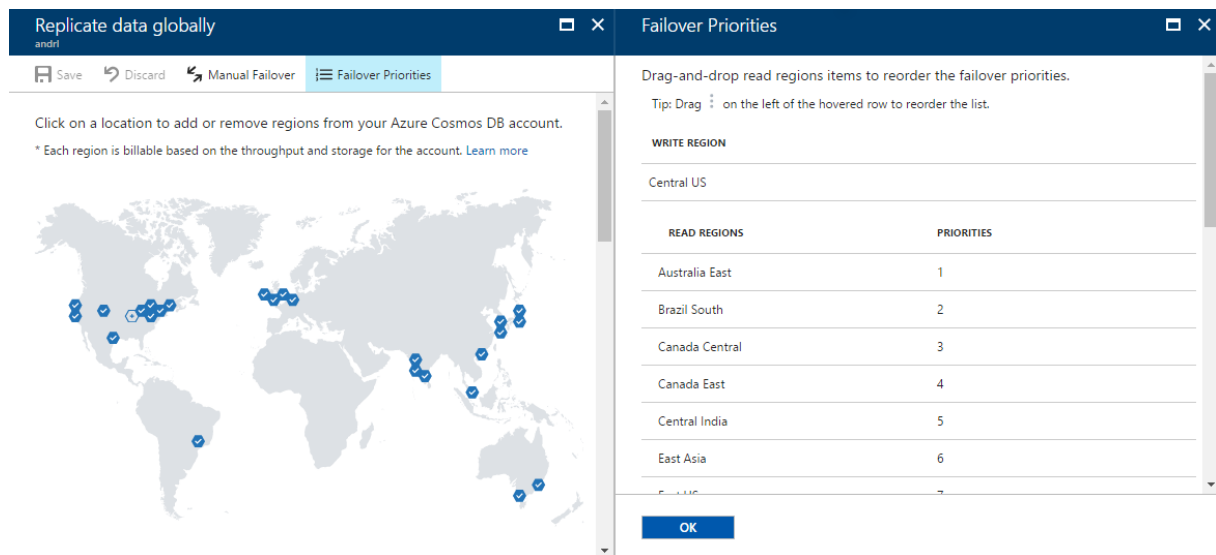 Replicate data globally
andrl
Save Discard Manual Failover Failover Priorities
Click on a location to add or remove regions from your Azure Cosmos DB account.
* Each region is billable based on the throughput and storage for the account. Learn more
Failover Priorities
Drag-and-drop read regions items to reorder the failover priorities.
Tip: Drag on the left of the hovered row to reorder the list.
WRITE REGION
Central US
READ REGIONS PRIORITIES
Australia East 1
Brazil South 2
Canada Central 3
Canada East 4
Central India 5
East Asia 6
OK